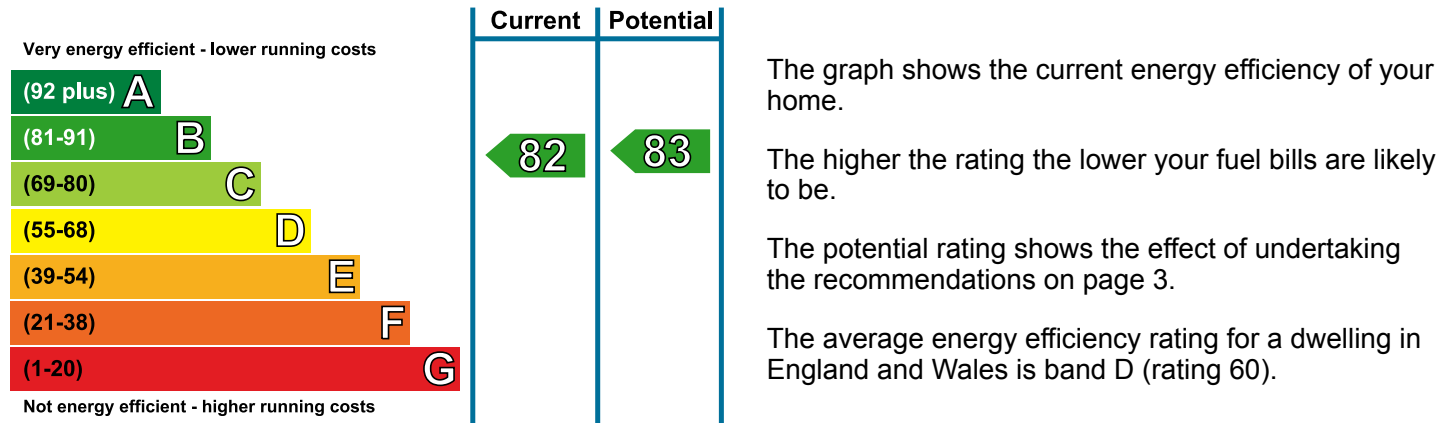 Current Potential
Very energy efficient - lower running costs
(92 plus) A
(81-91) B
82
83
(69-80) C
(55-68) D
(39-54) E
(21-38) F
(1-20) G
Not energy efficient - higher running costs
The graph shows the current energy efficiency of your
home.
The higher the rating the lower your fuel bills are likely
to be.
The potential rating shows the effect of undertaking
the recommendations on page 3.
The average energy efficiency rating for a dwelling in
England and Wales is band D (rating 60).